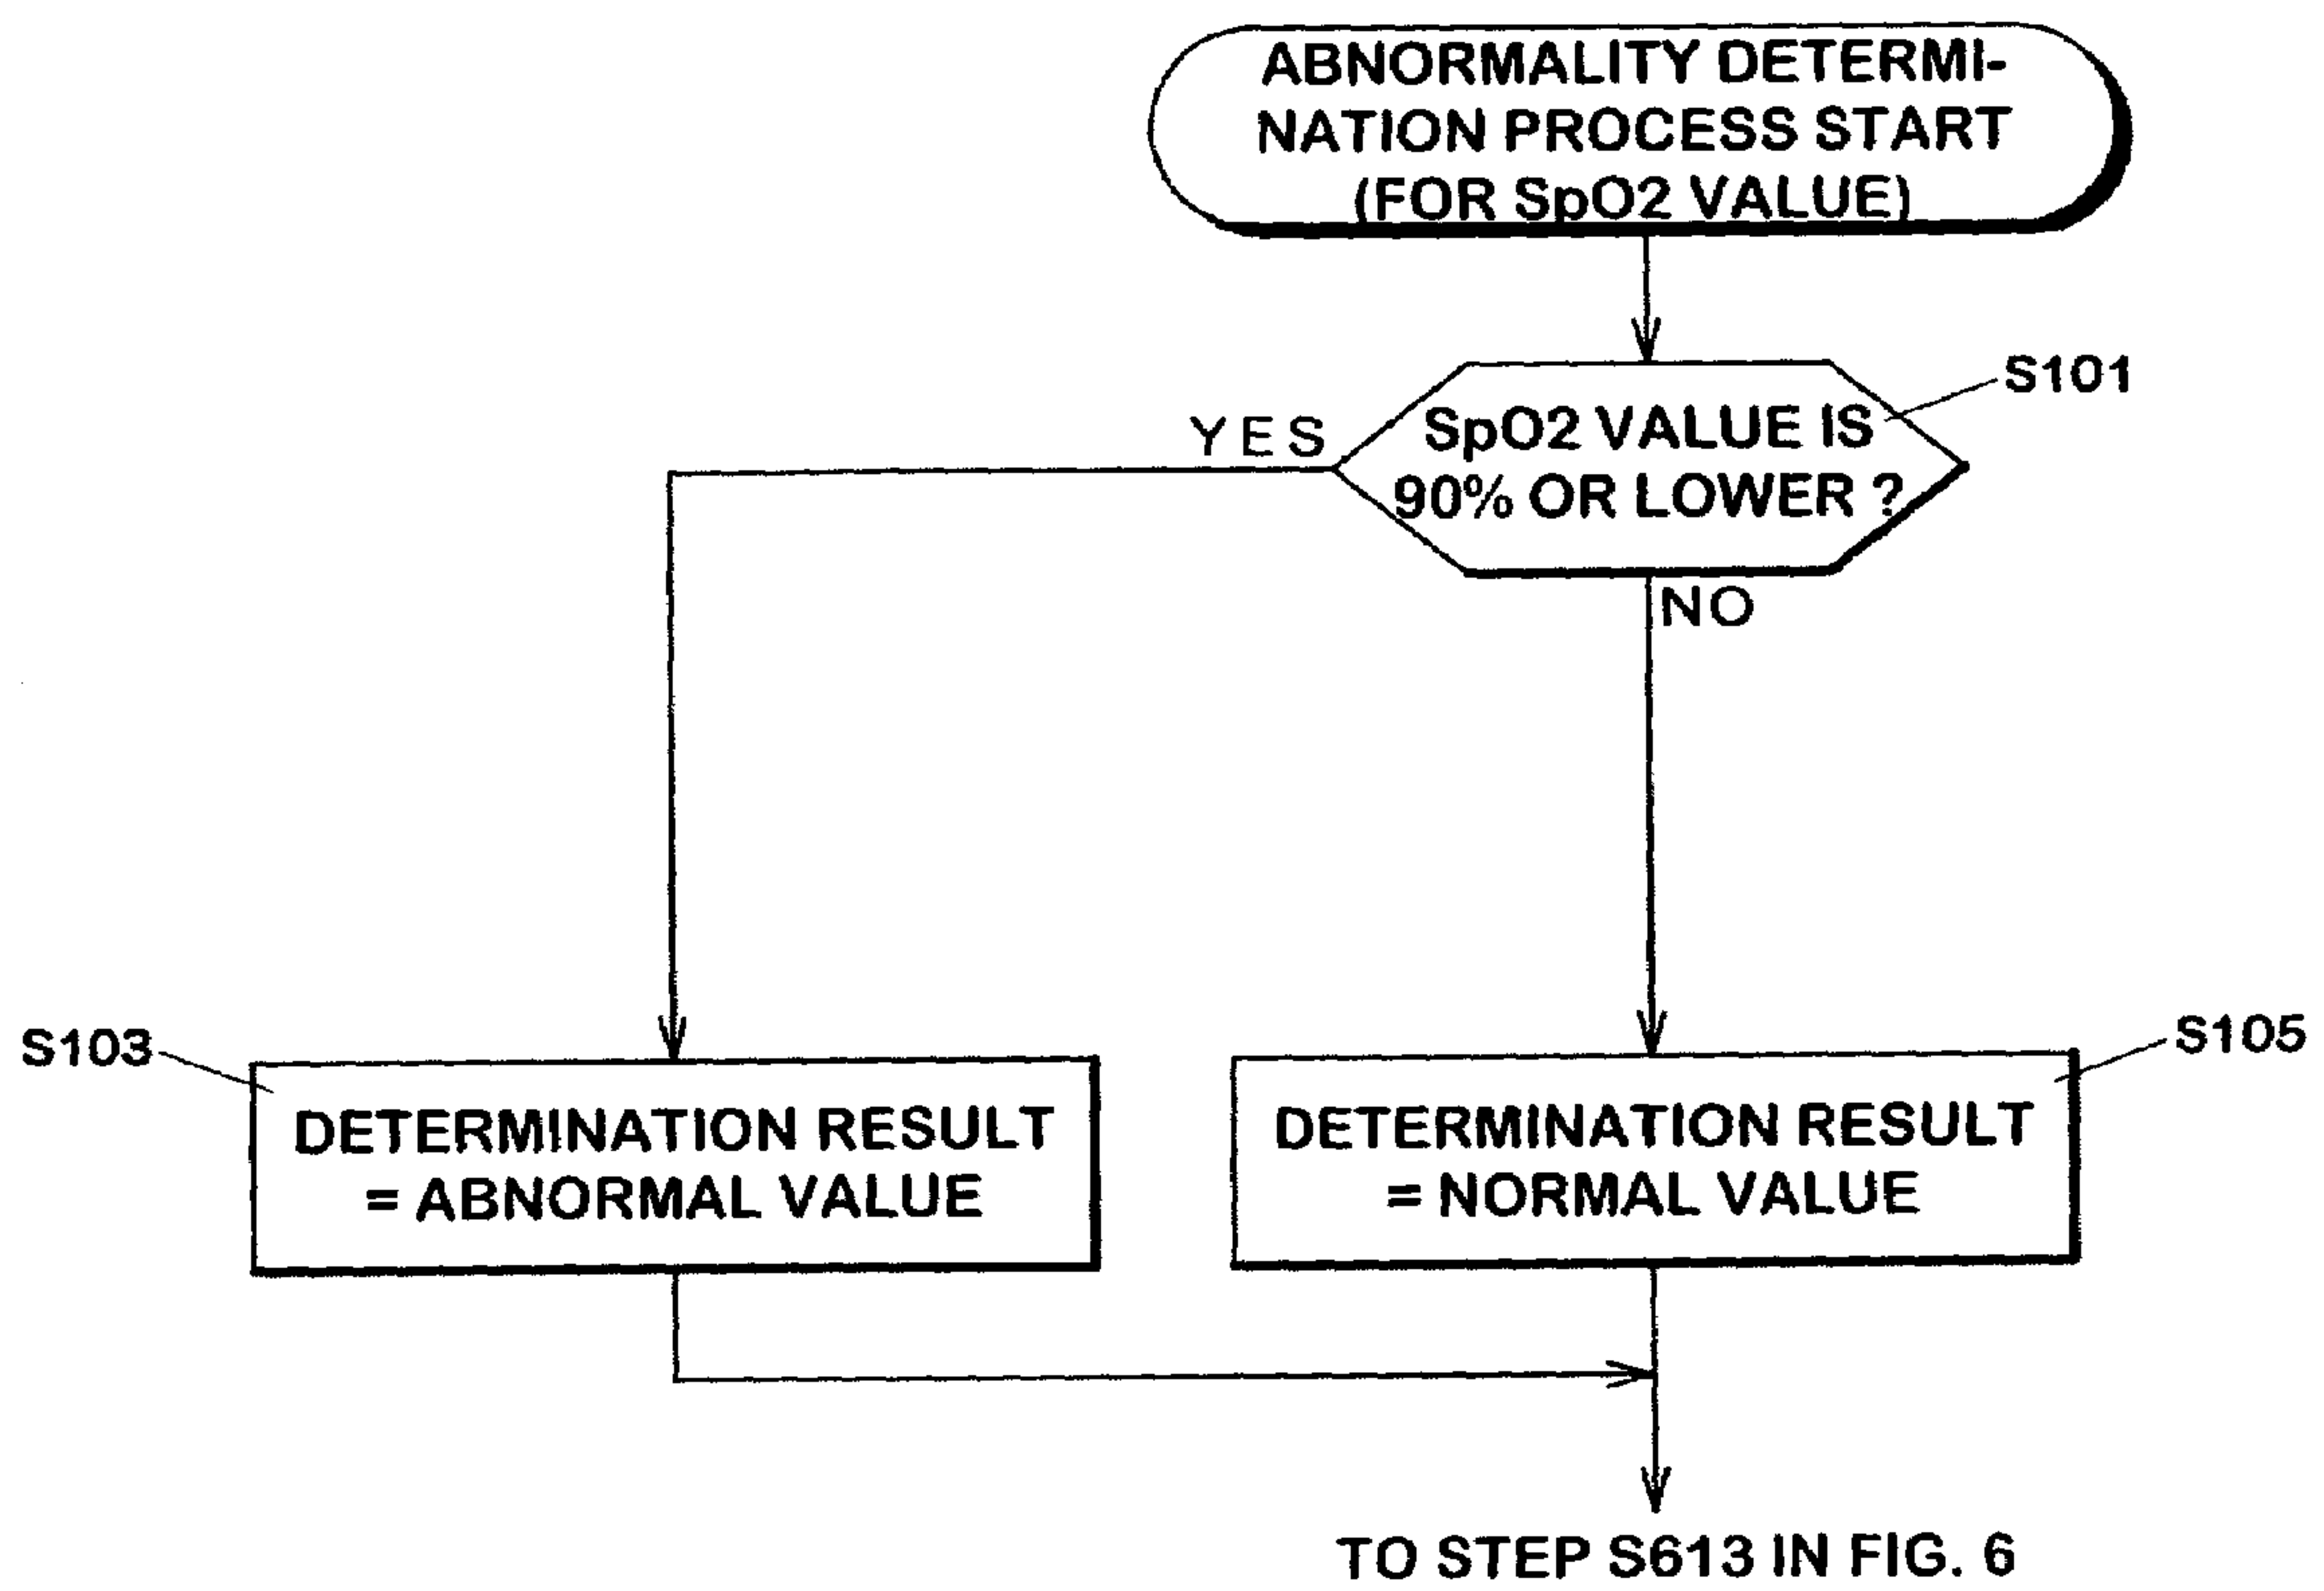 ABNORMALITY DETERMI-
NATION PROCESS START
(FOR SpO2 VALUE)
S101
YES
SpO2 VALUE IS
90% OR LOWER ?
NO
S103
S105
DETERMINATION RESULT
= ABNORMAL VALUE
DETERMINATION RESULT
= NORMAL VALUE
TO STEP S613 IN FIG. 6